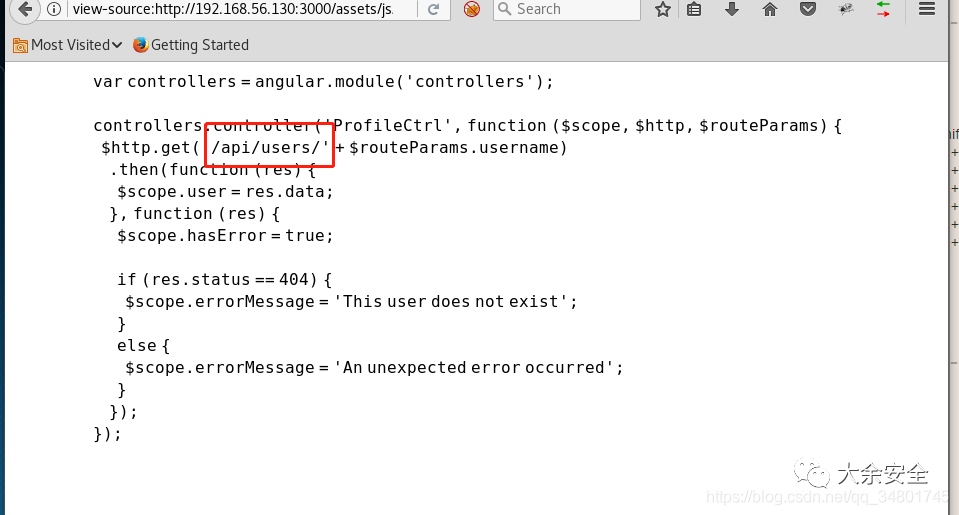 view-source:http://192.168.56.130:3000/assets/js
Search
Most Visited
Getting Started
var controllers = angular.module('controllers');
controllers.controller('ProfileCtrl', function ($scope, $http, $routeParams) {
$http.get( /api/users/' + $routeParams.username)
.then(function (res) {
$scope.user = res.data;
}, function (res) {
$scope.hasError = true;
if (res.status == 404) {
$scope.errorMessage = 'This user does not exist';
}
else {
$scope.errorMessage = 'An unexpected error occurred';
}
});
});
大余安全
https://blog.csdn.net/qq_34801745